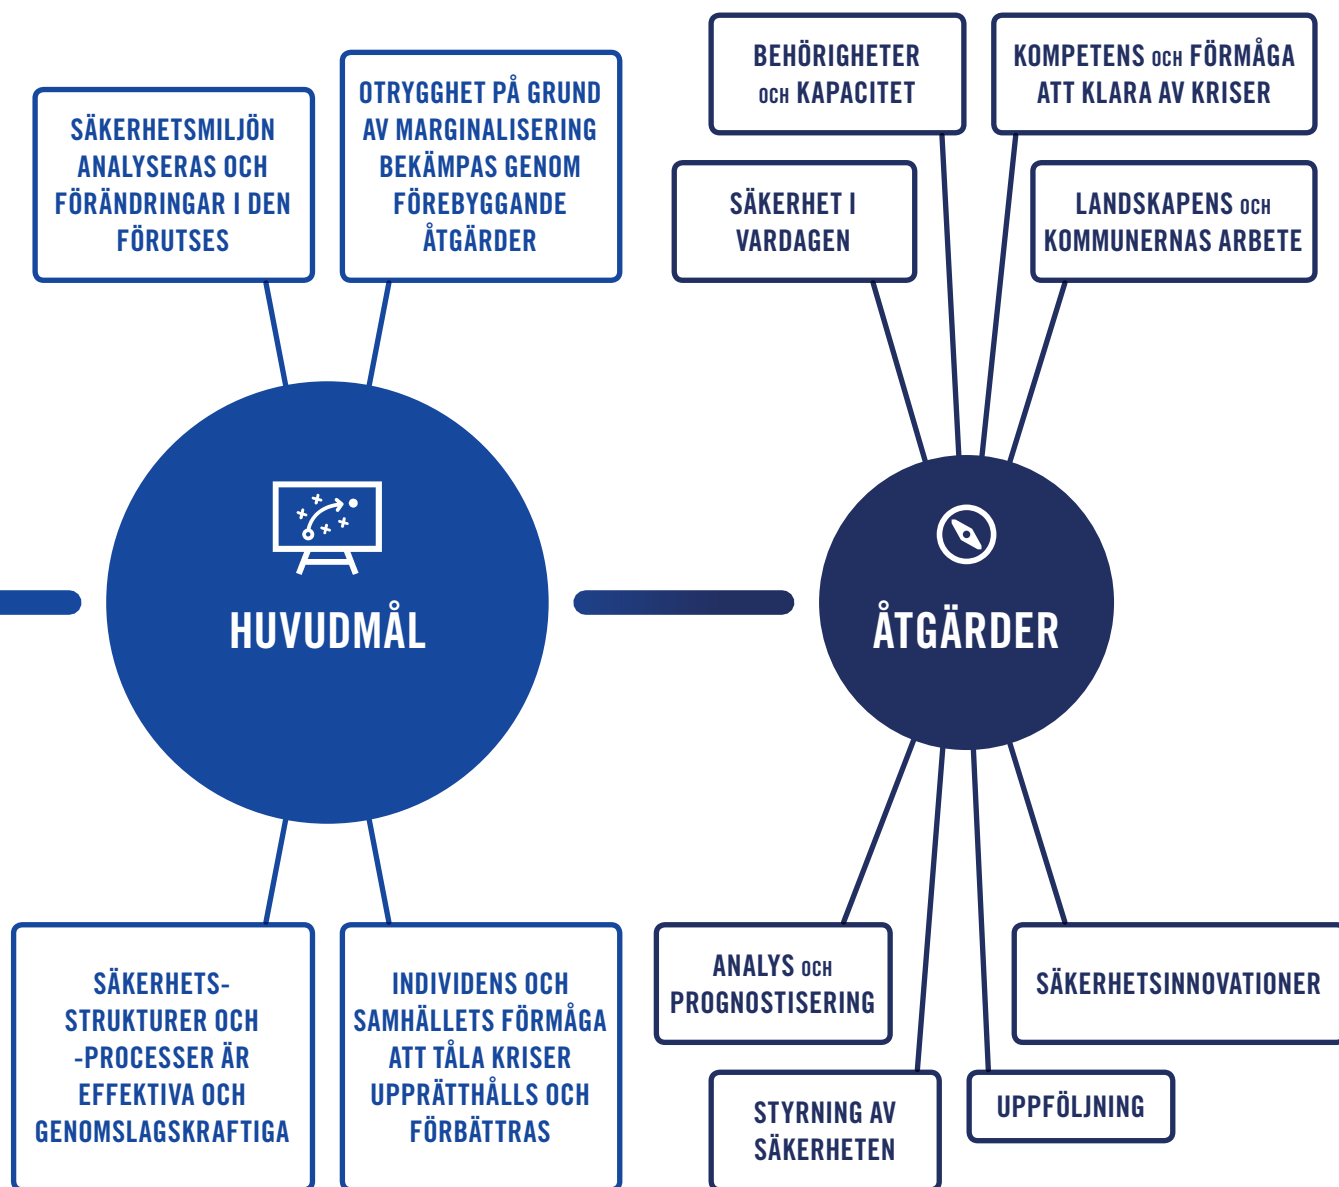 SÄKERHETSMILJÖN
ANALYSERAS OCH
FÖRÄNDRINGAR I DEN
FÖRUTSES
OTRYGGHET PÅ GRUND
AV MARGINALISERING
BEKÄMPAS GENOM
FÖREBYGGANDE
ÅTGÄRDER
HUVUDMÅL
SÄKERHETS-
STRUKTURER OCH
-PROCESSER ÄR
EFFEKTIVA OCH
GENOMSLAGSKRAFTIGA
INDIVIDENS OCH
SAMHÄLLETS FÖRMÅGA
ATT TÅLA KRISER
UPPRÄTTHÅLLS OCH
FÖRBÄTTRAS
BEHÖRIGHETER
OCH KAPACITET
KOMPETENS OCH FÖRMÅGA
ATT KLARA AV KRISER
SÄKERHET I
VARDAGEN
LANDSKAPENS OCH
KOMMUNERNAS ARBETE
ÅTGÄRDER
ANALYS OCH
PROGNOSTISERING
SÄKERHETSINNOVATIONER
STYRNING AV
SÄKERHETEN
UPPFÖLJNING